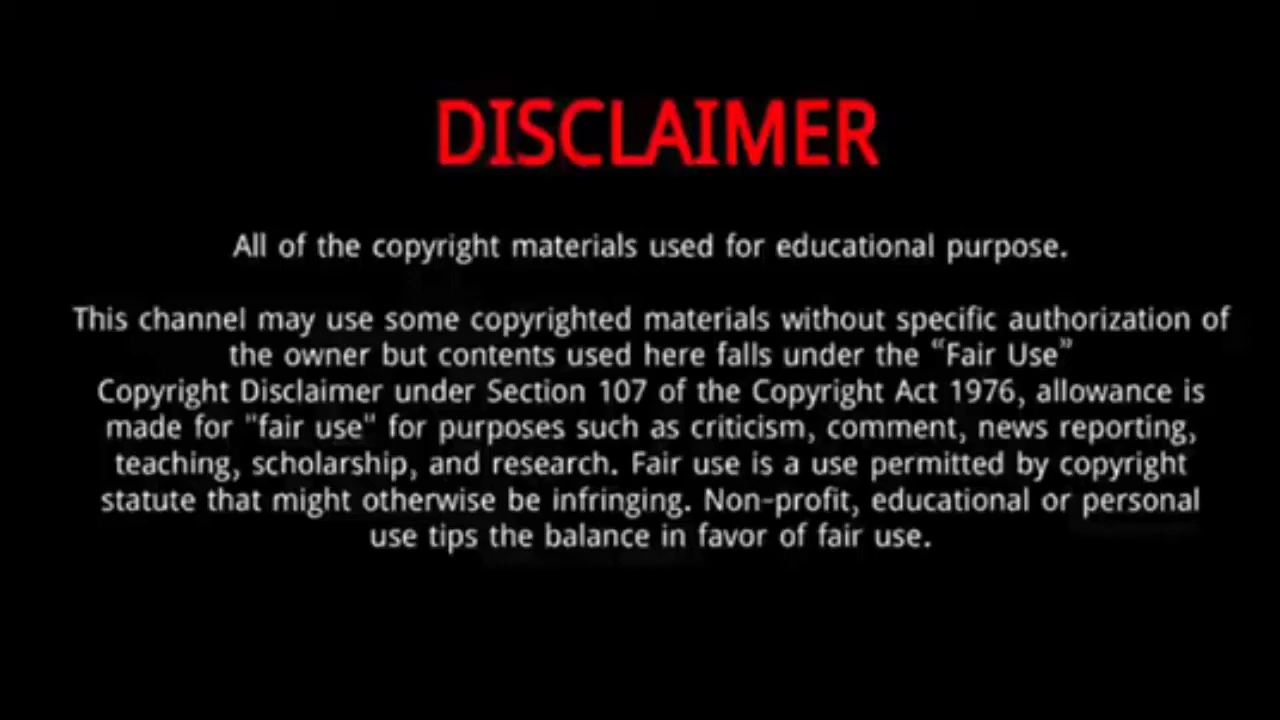 DISCLAIMER
All of the copyright materials used for educational purpose.
This channel may use some copyrighted materials without specific authorization of
the owner but contents used here falls under the “Fair Use”
Copyright Disclaimer under Section 107 of the Copyright Act 1976, allowance is
made for "fair use" for purposes such as criticism, comment, news reporting,
teaching, scholarship, and research. Fair use is a use permitted by copyright
statute that might otherwise be infringing. Non-profit, educational or personal
use tips the balance in favor of fair use.